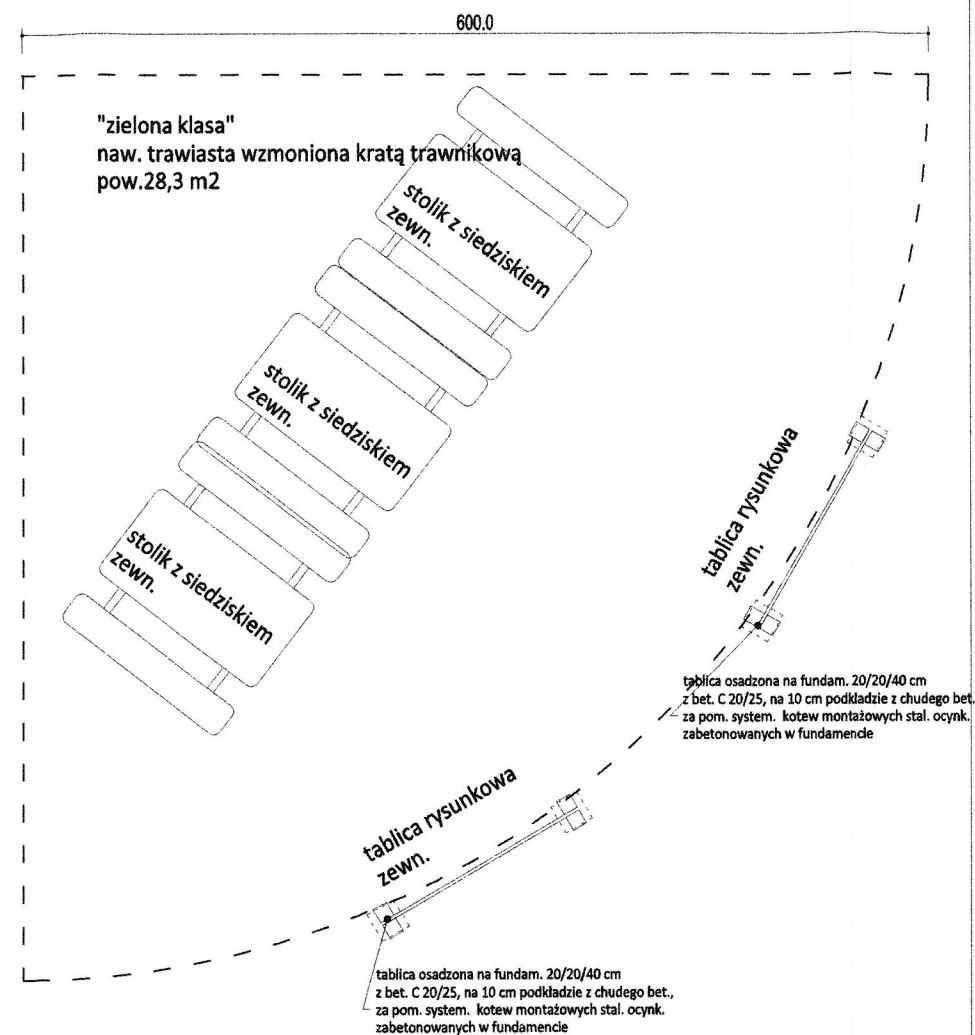 600.0
"zielona klasa"
naw. trawiasta wzmoniona kratą trawnikową
pow.28,3 m2
stolik z siedziskiem
zewn.
stolik z siedziskiem
zewn.
stolik z siedziskiem
zewn.
tablica rysunkowa
zewn.
tablica osadzona na fundam. 20/20/40 cm
z bet. C 20/25, na 10 cm podkładzie z chudego bet.
za pom. system. kotew montażowych stal. ocynk.
zabetonowanych w fundamencie
tablica rysunkowa
zewn.
tablica osadzona na fundam. 20/20/40 cm
z bet. C 20/25, na 10 cm podkładzie z chudego bet.,
za pom. system. kotew montażowych stal. ocynk.
zabetonowanych w fundamencie